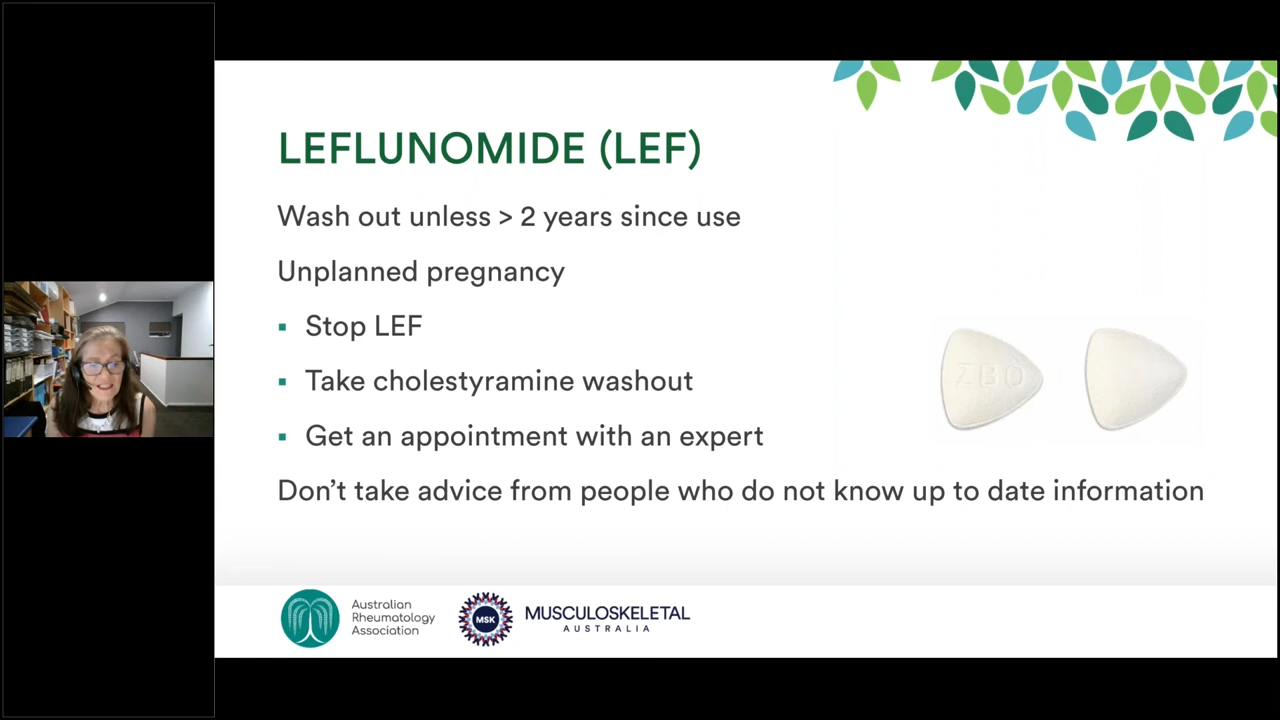 LEFLUNOMIDE (LEF)
Wash out unless > 2 years since use
Unplanned pregnancy
▪ Stop LEF
▪ Take cholestyramine washout
▪ Get an appointment with an expert
ZBO
Don't take advice from people who do not know up to date information
Australian
Rheumatology
Association
MSK
MUSCULOSKELETAL
AUSTRALIA